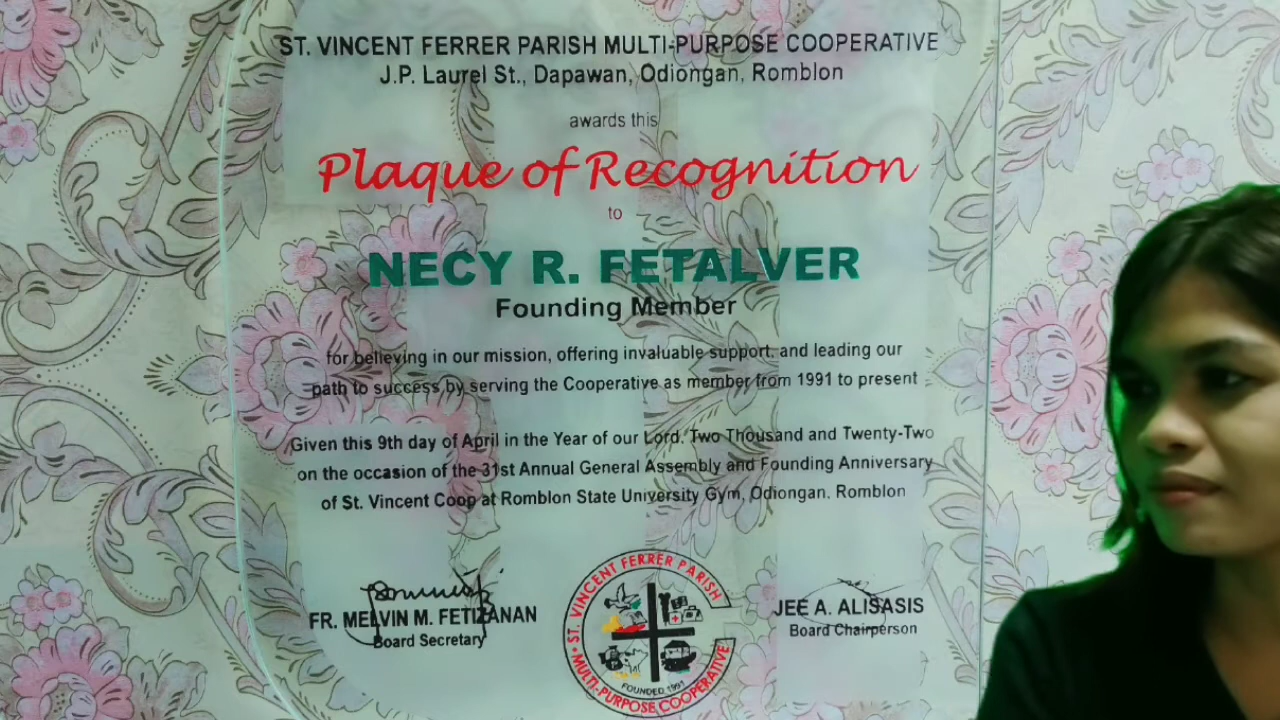 ST. VINCENT FERRER PARISH MULTI-PURPOSE COOPERATIVE
J.P. Laurel St., Dapawan, Odiongan, Romblon
awards this
Plaque of Recognition
to
NECY R. FETALVER
Founding Member
for believing in our mission, offering invaluable support, and leading our
path to success by serving the Cooperative as member from 1991 to present
Given this 9th day of April in the Year of our Lord, Two Thousand and Twenty-Two
on the occasion of the 31st Annual General Assembly and Founding Anniversary
of St. Vincent Coop at Romblon State University Gym, Odiongan, Romblon
FR. MELVIN M. FETIZANAN
Board Secretary
JEE A. ALISASIS
Board Chairperson
ST. VINCENT FERRER PARISH
MULTI-PURPOSE COOPERATIVE
FOUNDED 1991